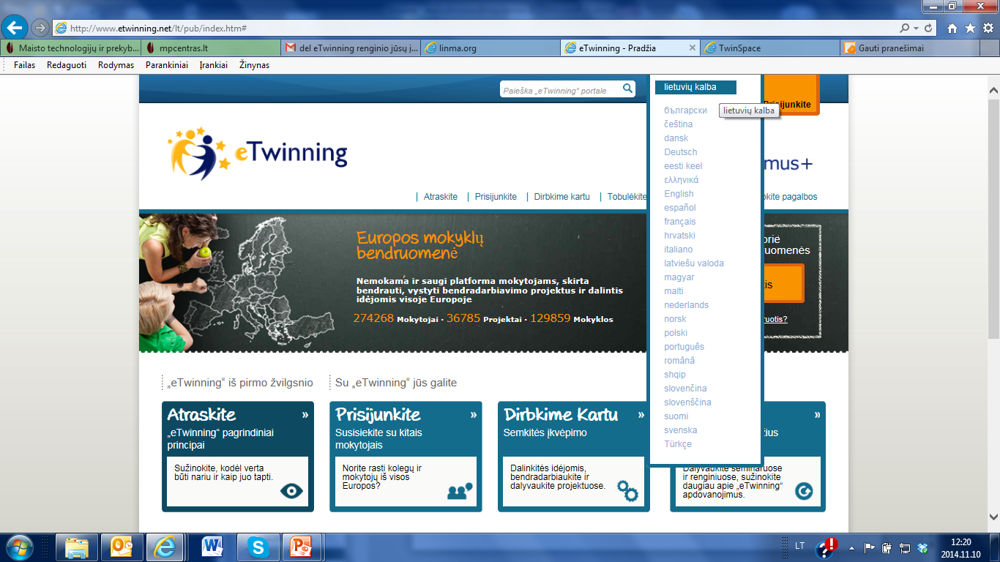 http://www.etwinning.net/lt/pub/index.htm#
Maisto technologijų ir prekyb...
mpcentras.lt
del eTwinning renginio jūsų į...
linma.org
eTwinning - Pradžia
TwinSpace
Gauti pranešimai
Failas Redaguoti Rodymas Parankiniai Įrankiai Žinynas
Paieška „eTwinning“ portale
lietuvių kalba
Prisijunkite
lietuvių kalba
български
čeština
dansk
Deutsch
eesti keel
ελληνικά
English
español
français
hrvatski
italiano
latviešu valoda
magyar
malti
nederlands
norsk
polski
português
română
shqip
slovenčina
slovenščina
suomi
svenska
Türkçe
eTwinning
mus+
Atraskite
Prisijunkite
Dirbkime kartu
Tobulėkite
okite pagalbos
Europos mokyklų
bendruomenė
Nemokama ir saugi platforma mokytojams, skirta
bendrauti, vystyti bendradarbiavimo projektus ir dalintis
idėjomis visoje Europoje
274268 Mokytojai · 36785 Projektai · 129859 Mokyklos
orie
uomenės
tis
ruotis?
„eTwinning“ iš pirmo žvilgsnio
Su „eTwinning“ jūs galite
Atraskite »
„eTwinning“ pagrindiniai
principai
Sužinokite, kodėl verta
būti nariu ir kaip juo tapti.
Prisijunkite »
Susisiekite su kitais
mokytojais
Norite rasti kolegų ir
mokytojų iš visos
Europos?
Dirbkime Kartu »
Semkitės įkvėpimo
Dalinkitės idėjomis,
bendradarbiaukite ir
dalyvaukite projektuose.
»
žius
Dalyvaukite seminaruose
ir renginiuose, sužinokite
daugiau apie „eTwinning“
apdovanojimus.
LT
12:20
2014.11.10